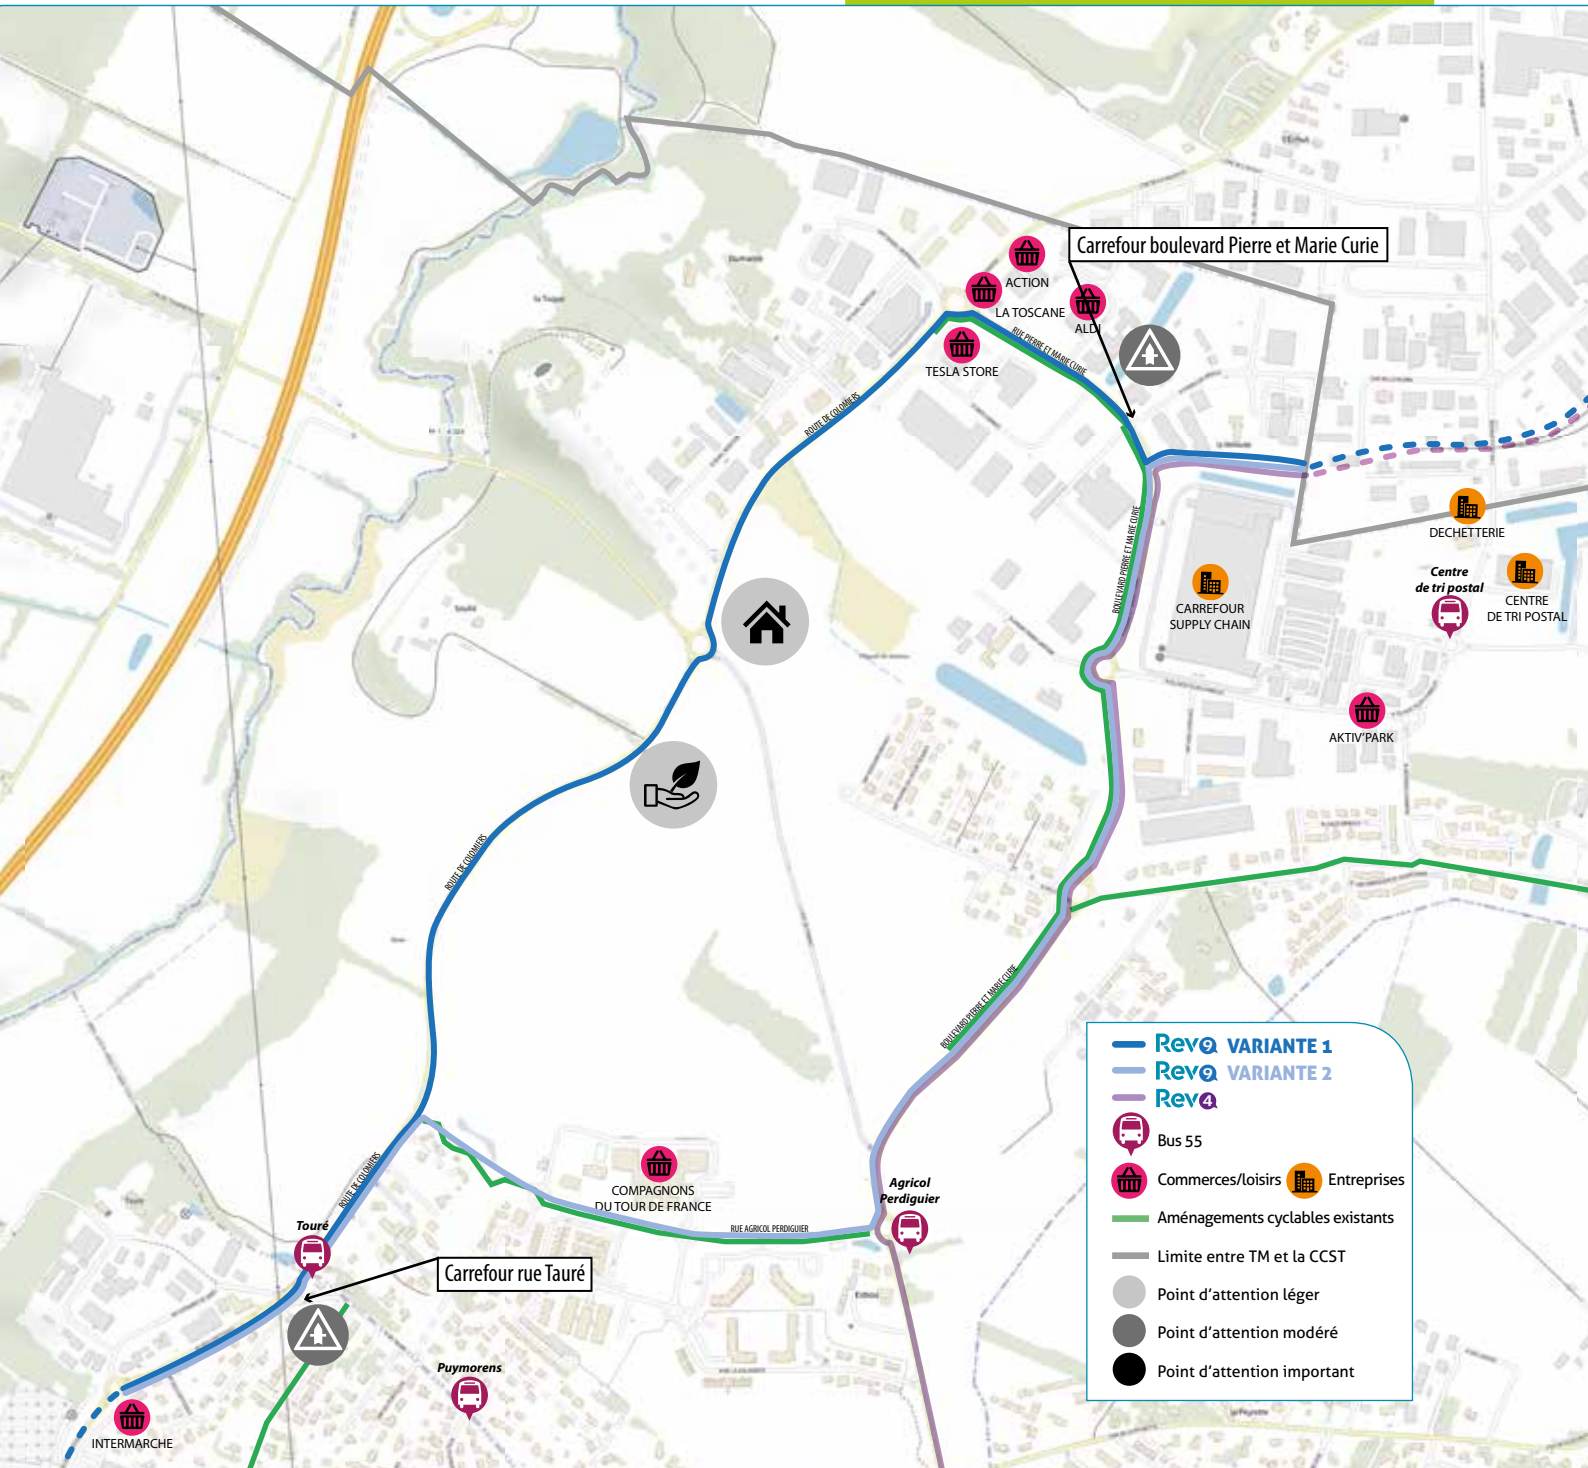 Carrefour boulevard Pierre et Marie Curie
ACTION
LA TOSCANE
ALDI
TESLA STORE
RUE PIERRE ET MARIE CURIE
ROUTE DE COLOMIERS
BOULEVARD PIERRE ET MARIE CURIE
DECHETTERIE
Centre
de tri postal
CENTRE
DE TRI POSTAL
CARREFOUR
SUPPLY CHAIN
AKTIV'PARK
ROUTE DE COLOMIERS
BOULEVARD PIERRE ET MARIE CURIE
ROUTE DE COLOMIERS
COMPAGNONS
DU TOUR DE FRANCE
RUE AGRICOL PERDIGUIER
Agricol
Perdiguier
Touré
Carrefour rue Tauré
Puymorens
INTERMARCHE
Rev9 VARIANTE 1
Rev9 VARIANTE 2
Rev4
Bus 55
Commerces/loisirs
Entreprises
Aménagements cyclables existants
Limite entre TM et la CCST
Point d'attention léger
Point d'attention modéré
Point d'attention important